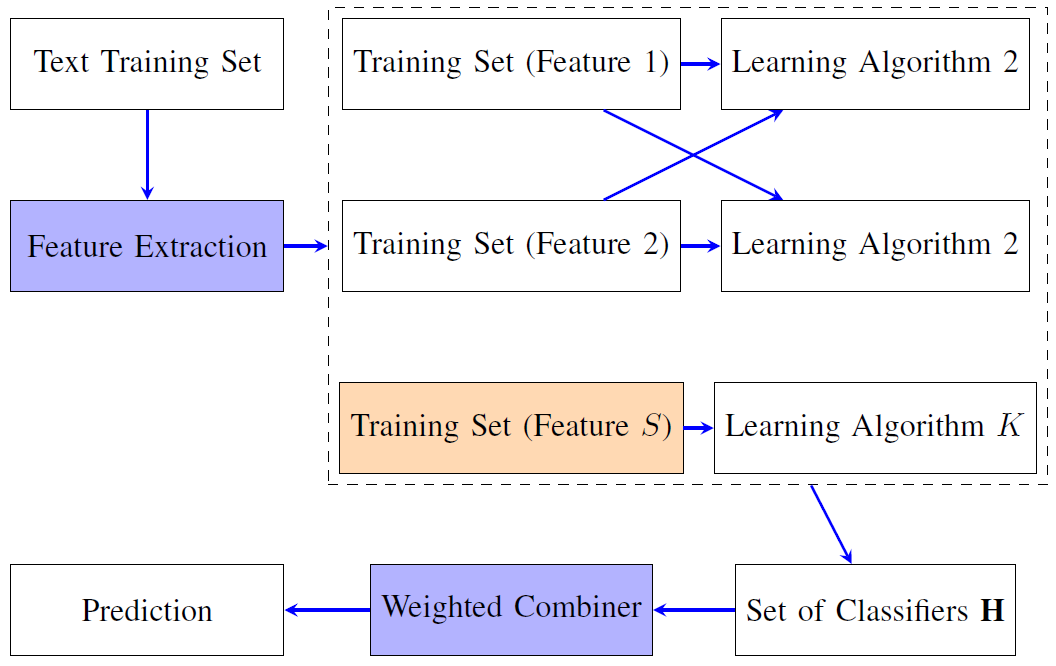 Text Training Set
Training Set (Feature 1)
Learning Algorithm 2
Feature Extraction
Training Set (Feature 2)
Learning Algorithm 2
Training Set (Feature S)
Learning Algorithm K
Prediction
Weighted Combiner
Set of Classifiers H